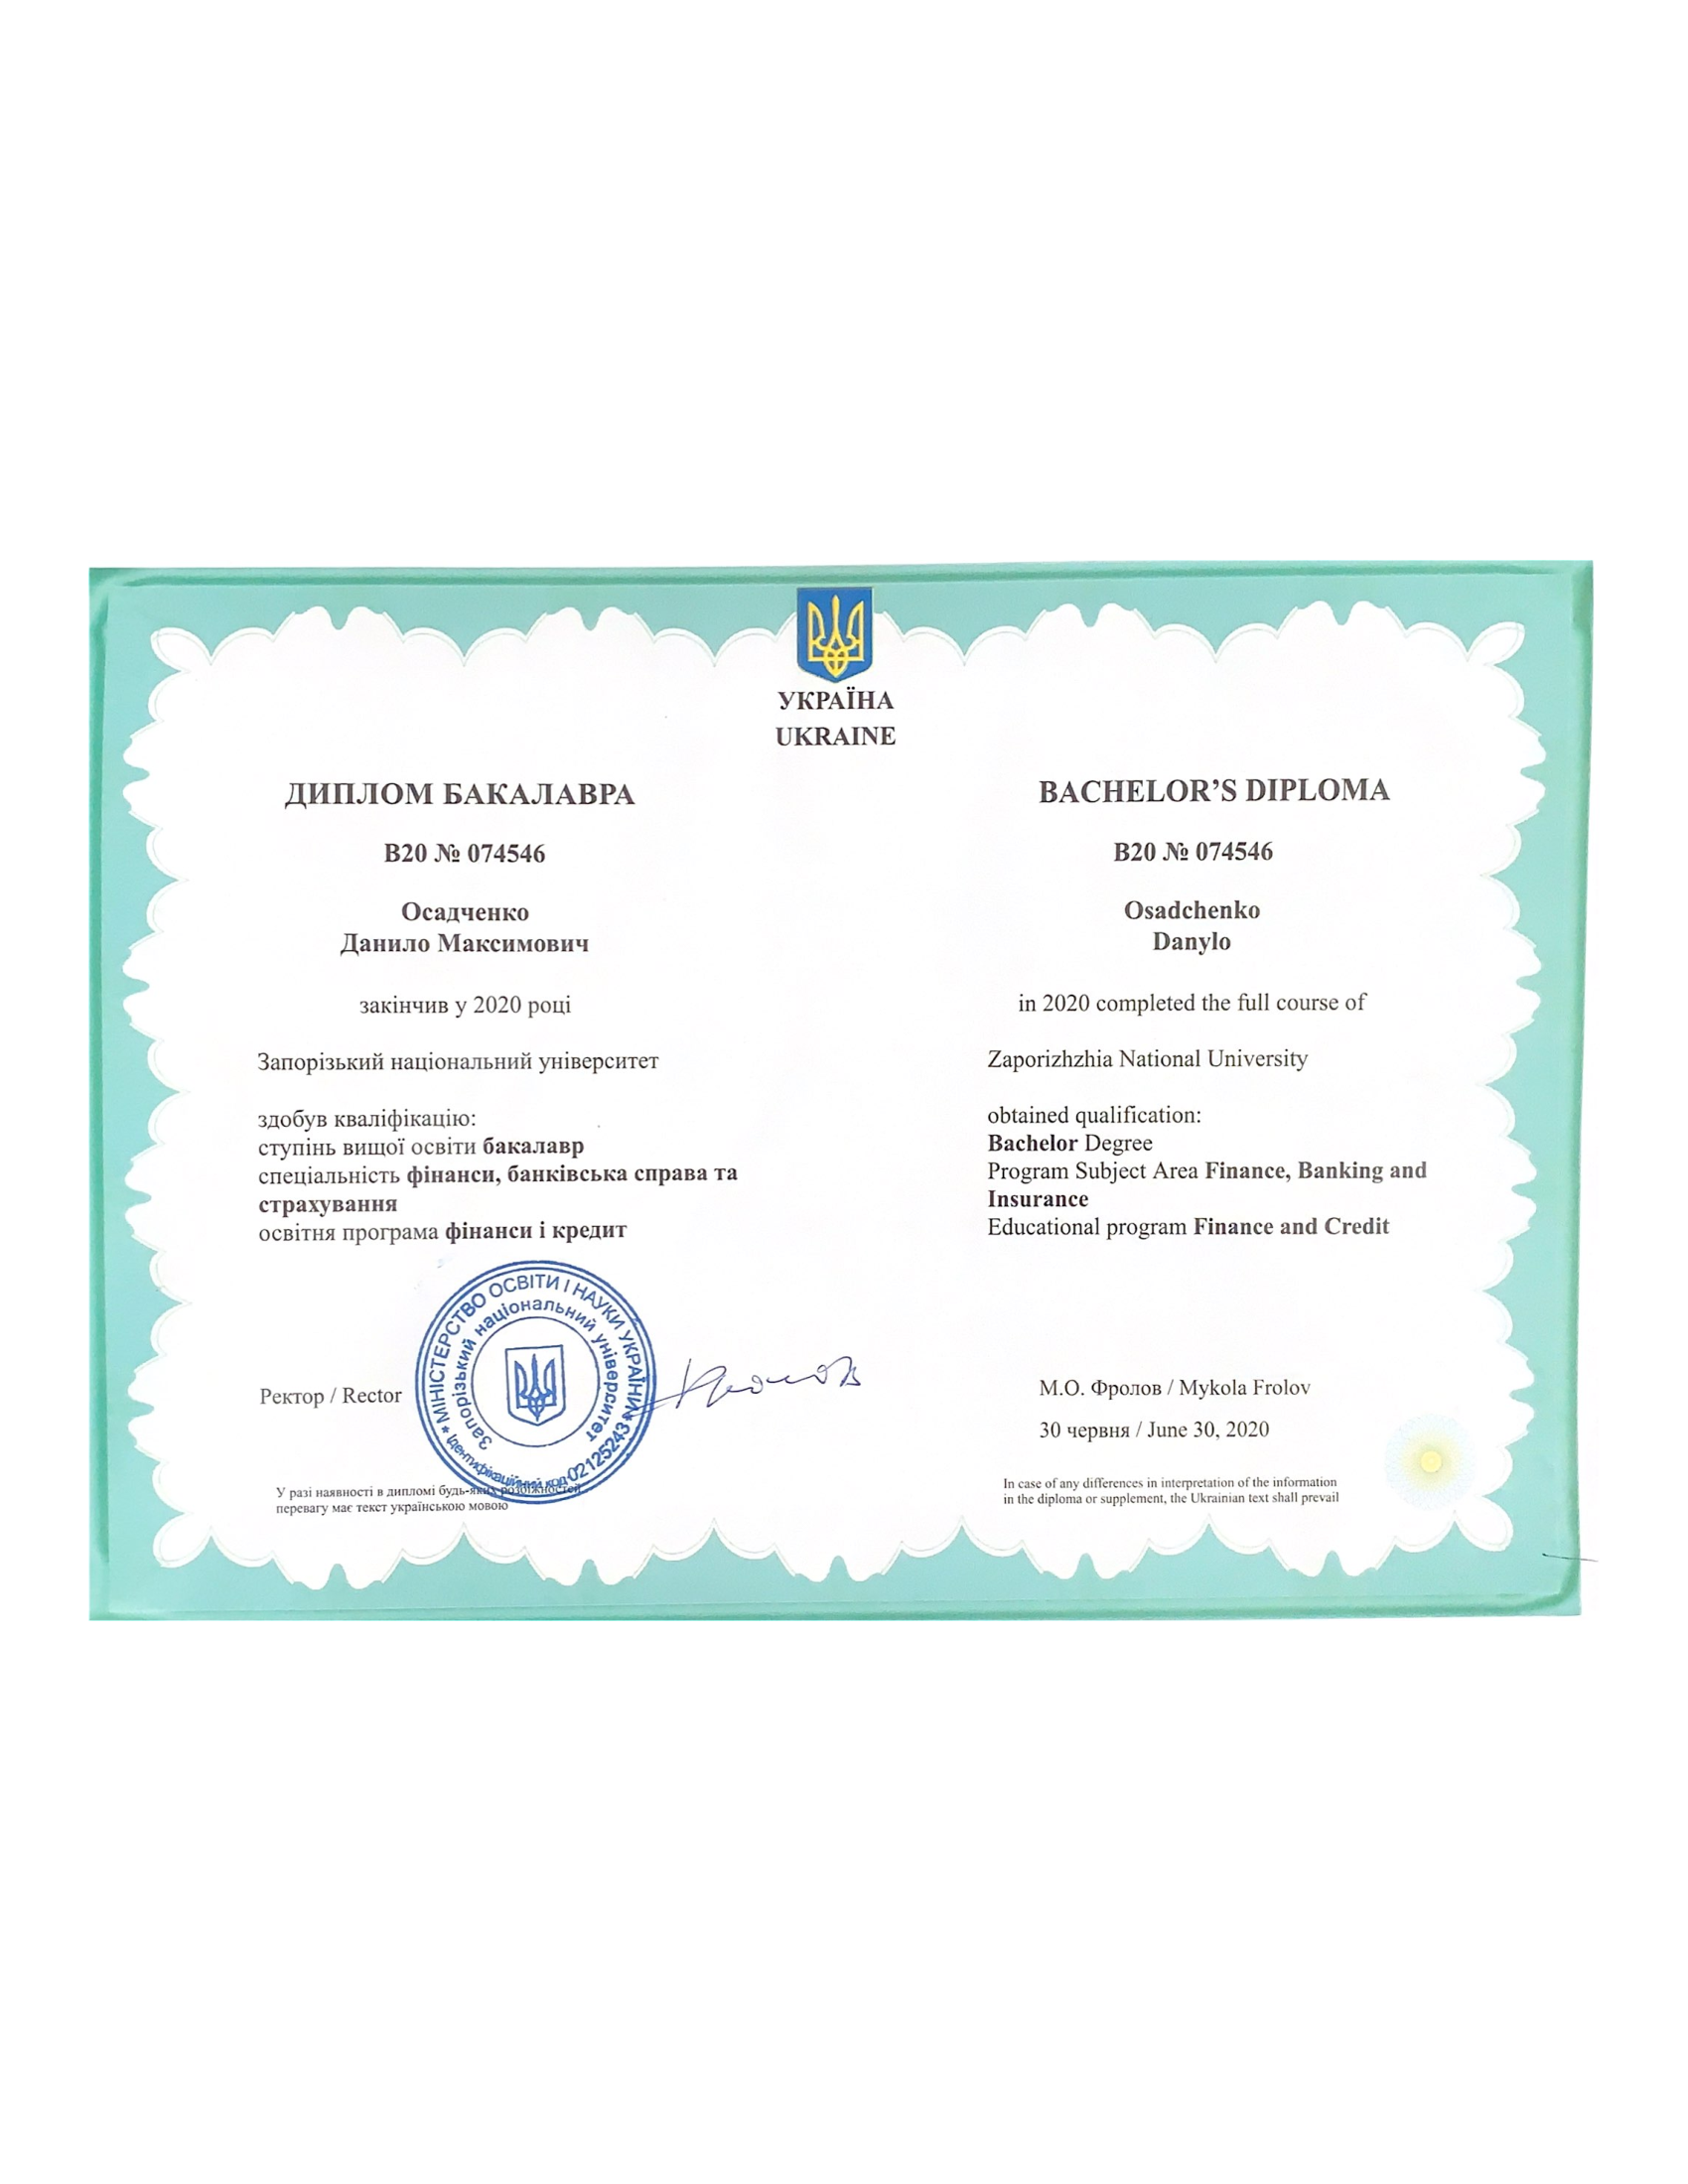 УКРАЇНА
UKRAINE
ДИПЛОМ БАКАЛАВРА
В20 № 074546
Осадченко
Данило Максимович
закінчив у 2020 році
Запорізький національний університет
здобув кваліфікацію:
ступінь вищої освіти бакалавр
спеціальність фінанси, банківська справа та
страхування
освітня програма фінанси і кредит
Ректор / Rector
МІНІСТЕРСТВО ОСВІТИ І НАУКИ УКРАЇНИ
* Ідентифікаційний код 02125243 *
Запорізький національний університет
У разі наявності в дипломі будь-яких розбіжностей
перевагу має текст українською мовою
BACHELOR’S DIPLOMA
B20 № 074546
Osadchenko
Danylo
in 2020 completed the full course of
Zaporizhzhia National University
obtained qualification:
Bachelor Degree
Program Subject Area Finance, Banking and
Insurance
Educational program Finance and Credit
М.О. Фролов / Mykola Frolov
30 червня / June 30, 2020
In case of any differences in interpretation of the information
in the diploma or supplement, the Ukrainian text shall prevail